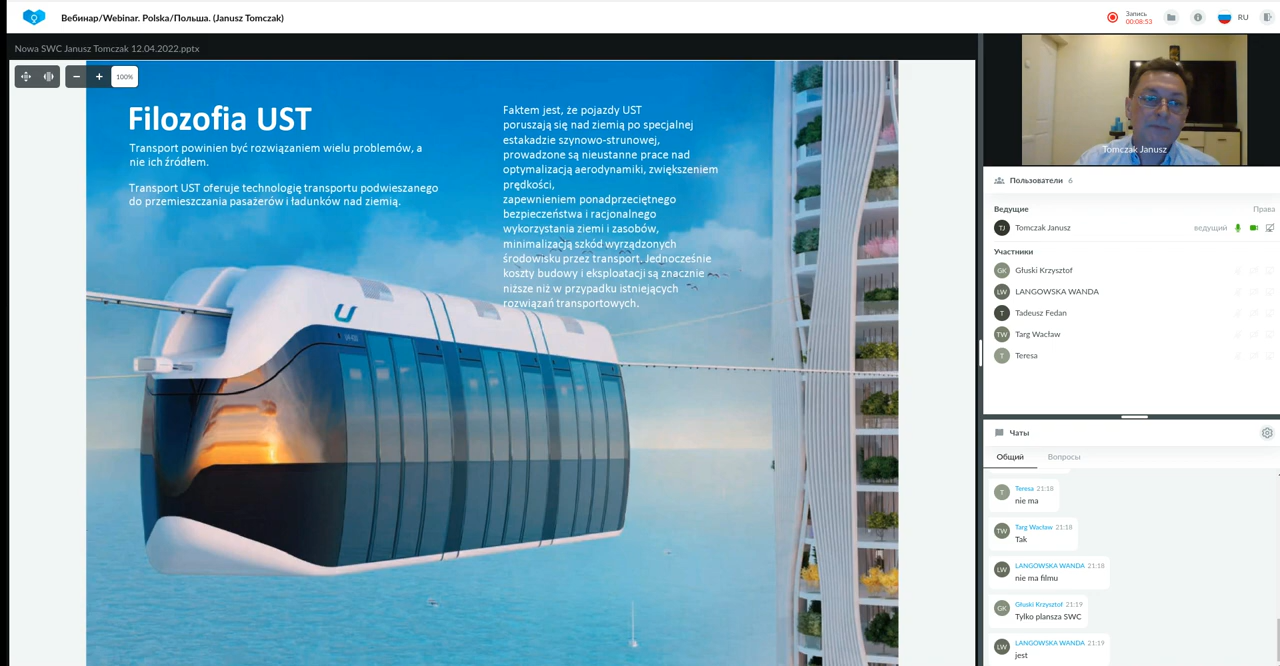 Вебинар/Webinar. Polska/Польша. (Janusz Tomczak)
Запись
00:08:53
RU
Nowa SWC Janusz Tomczak 12.04.2022.pptx
100%
Filozofia UST
Transport powinien być rozwiązaniem wielu problemów, a
nie ich źródłem.
Transport UST oferuje technologię transportu podwieszanego
do przemieszczania pasażerów i ładunków nad ziemią.
Faktem jest, że pojazdy UST
poruszają się nad ziemią po specjalnej
estakadzie szynowo-strunowej,
prowadzone są nieustanne prace nad
optymalizacją aerodynamiki, zwiększeniem
prędkości,
zapewnieniem ponadprzeciętnego
bezpieczeństwa i racjonalnego
wykorzystania ziemi i zasobów,
minimalizacją szkód wyrządzonych
środowisku przez transport. Jednocześnie
koszty budowy i eksploatacji są znacznie
niższe niż w przypadku istniejących
rozwiązań transportowych.
Tomczak Janusz
Пользователи 6
Ведущие Права
TJ Tomczak Janusz ведущий
Участники
GK Głuski Krzysztof
LW LANGOWSKA WANDA
TF Tadeusz Fedan
TW Targ Wacław
T Teresa
Чаты
Общий Вопросы
T Teresa 21:18
nie ma
TW Targ Wacław 21:18
Tak
LW LANGOWSKA WANDA 21:18
nie ma filmu
GK Głuski Krzysztof 21:19
Tylko plansza SWC
LW LANGOWSKA WANDA 21:19
jest